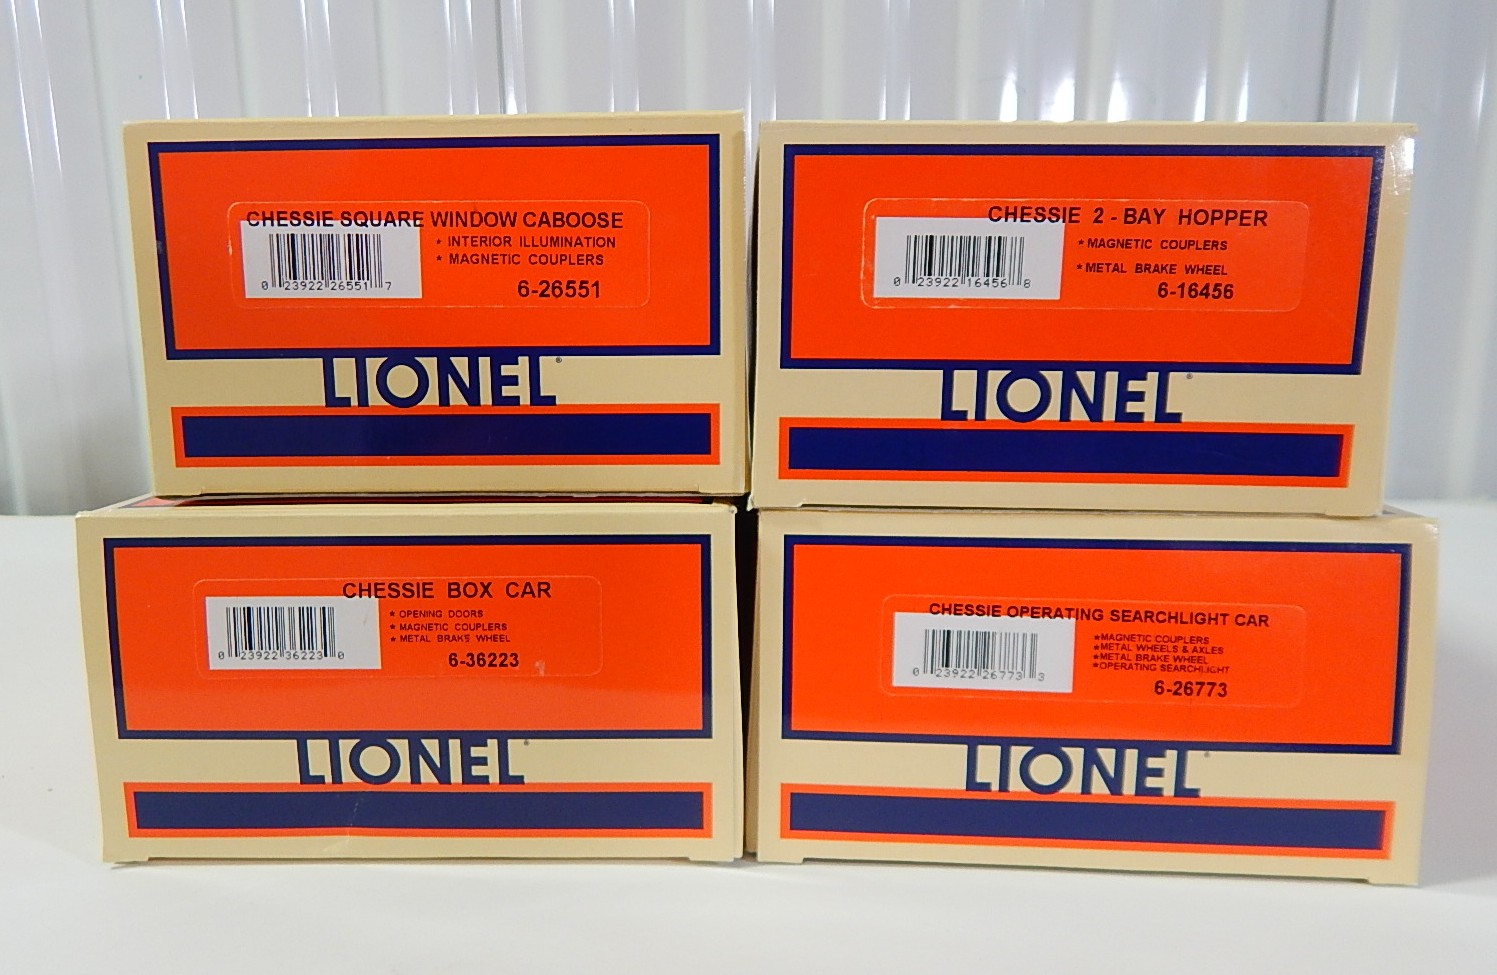 CHESSIE SQUARE WINDOW CABOOSE
* INTERIOR ILLUMINATION
* MAGNETIC COUPLERS
0 23922 26551 7
6-26551
LIONEL®
CHESSIE 2 - BAY HOPPER
* MAGNETIC COUPLERS
* METAL BRAKE WHEEL
0 23922 16456 8
6-16456
LIONEL®
CHESSIE BOX CAR
* OPENING DOORS
* MAGNETIC COUPLERS
* METAL BRAKE WHEEL
0 23922 36223 0
6-36223
LIONEL®
CHESSIE OPERATING SEARCHLIGHT CAR
*MAGNETIC COUPLERS
*METAL WHEELS & AXLES
*METAL BRAKE WHEEL
*OPERATING SEARCHLIGHT
0 23922 26773 3
6-26773
LIONEL®